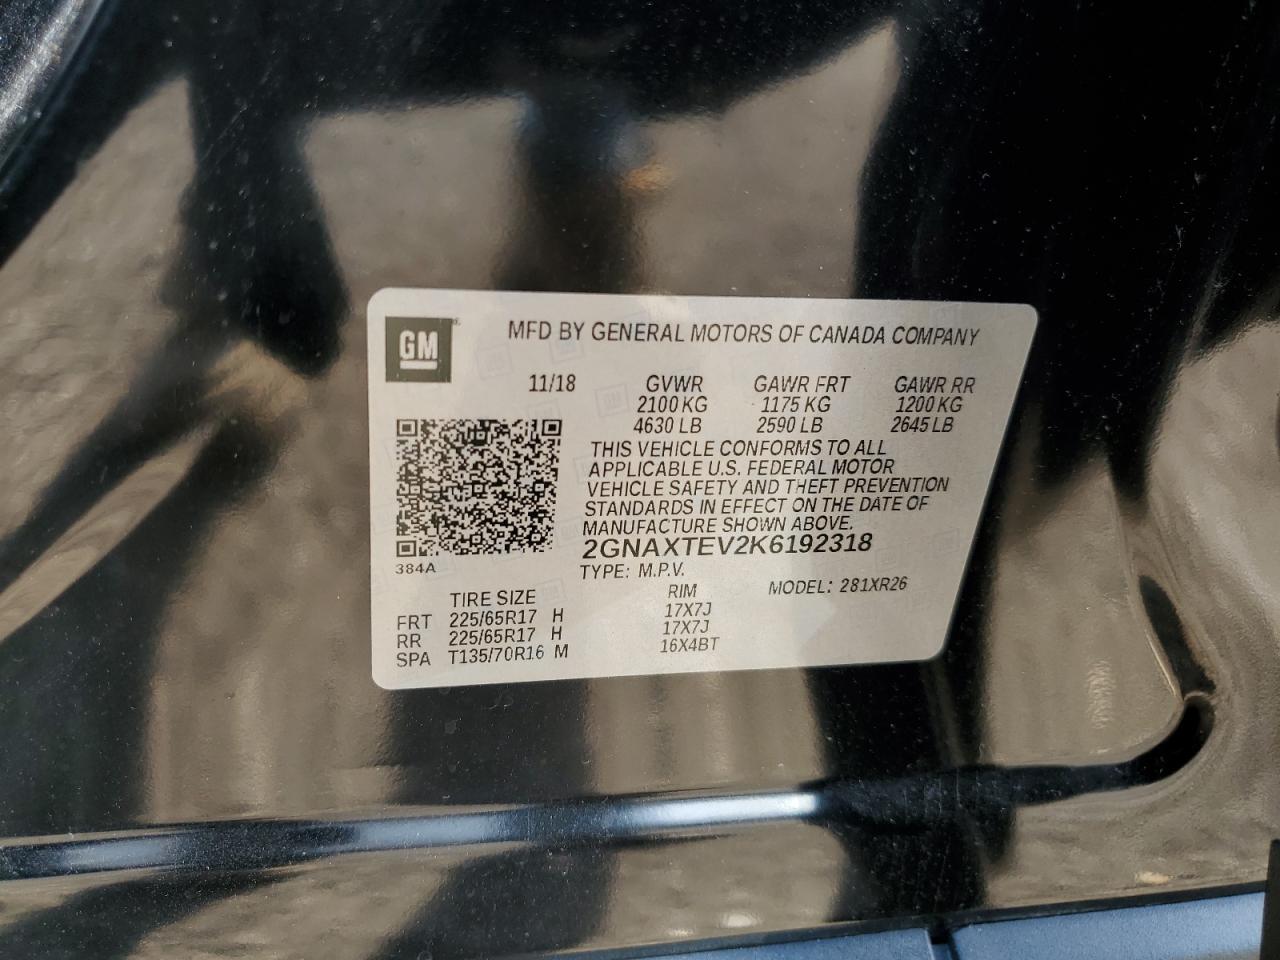 GM
MFD BY GENERAL MOTORS OF CANADA COMPANY
11/18 GVWR GAWR FRT GAWR RR
2100 KG 1175 KG 1200 KG
4630 LB 2590 LB 2645 LB
THIS VEHICLE CONFORMS TO ALL
APPLICABLE U.S. FEDERAL MOTOR
VEHICLE SAFETY AND THEFT PREVENTION
STANDARDS IN EFFECT ON THE DATE OF
MANUFACTURE SHOWN ABOVE.
2GNAXTEV2K6192318
384A
TYPE: M.P.V. MODEL: 281XR26
TIRE SIZE RIM
FRT 225/65R17 H 17X7J
RR 225/65R17 H 17X7J
SPA T135/70R16 M 16X4BT